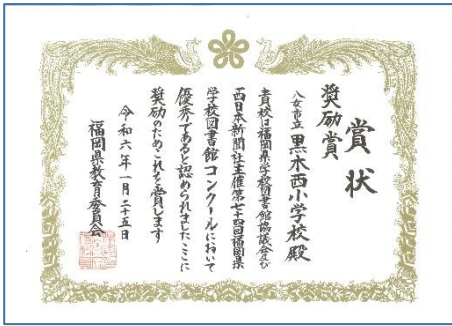 賞状
奨励賞
八女市立 黒木西小学校殿
貴校は福岡県学校図書館協議会及び
西日本新聞社主催第七十四回福岡県
学校図書館コンクールにおいて
優秀であると認められましたここに
奨励のためこれを賞します
令和六年一月二十五日
福岡県教育委員会